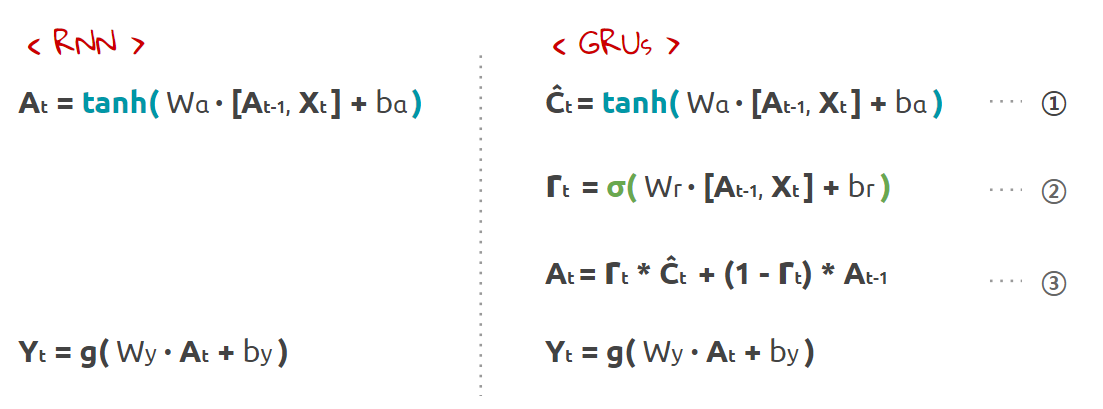 < RNN >
At = tanh( Wa · [At-1, Xt] + ba )
Yt = g( Wy · At + by )
< GRUs >
Ĉt = tanh( Wa · [At-1, Xt] + ba ) ···· ①
Γt = σ( Wr · [At-1, Xt] + br ) ···· ②
At = Γt * Ĉt + (1 - Γt) * At-1 ···· ③
Yt = g( Wy · At + by )